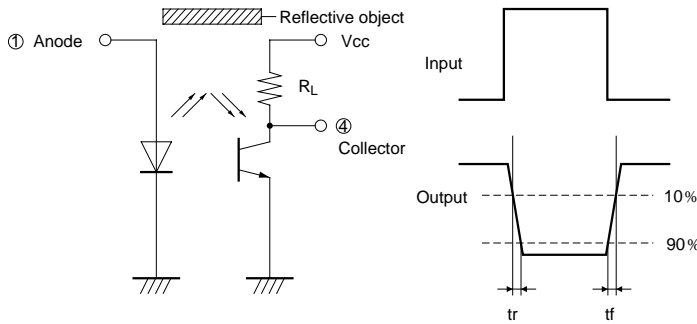 Reflective object
① Anode
Vcc
RL
④
Collector
Input
Output
10%
90%
tr
tf